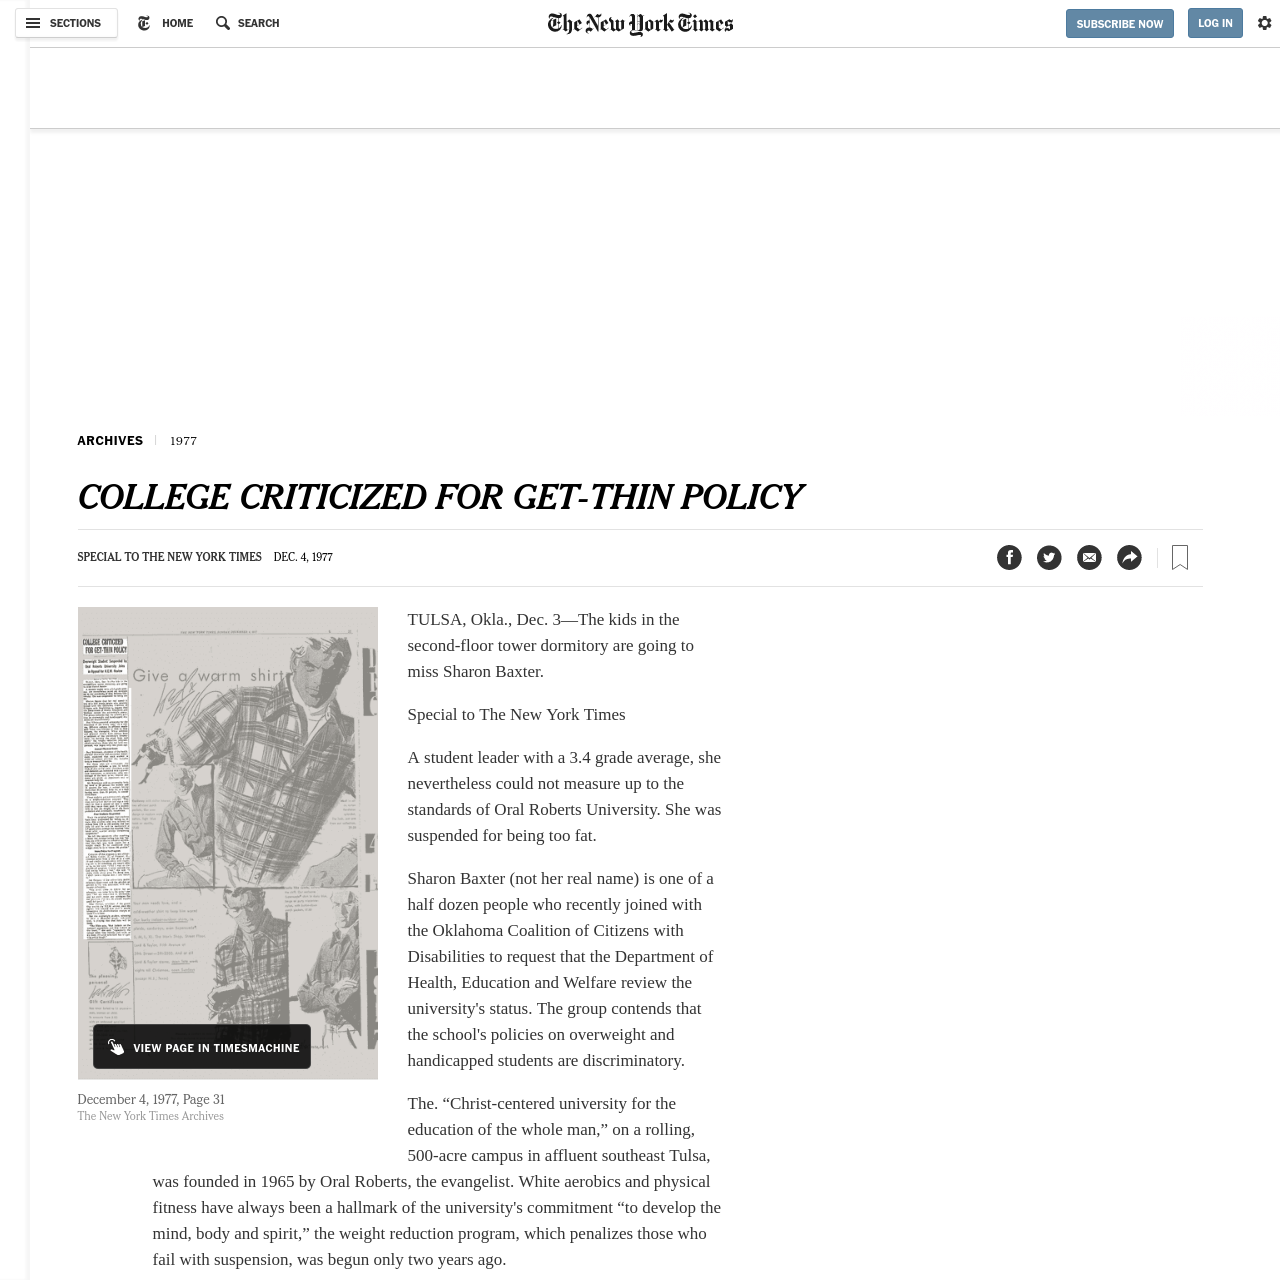 SECTIONS
HOME
SEARCH
The New York Times
SUBSCRIBE NOW
LOG IN
ARCHIVES
1977
COLLEGE CRITICIZED FOR GET-THIN POLICY
SPECIAL TO THE NEW YORK TIMES DEC. 4, 1977
COLLEGE CRITICIZED
FOR GET-THIN POLICY
Give a warm shirt
VIEW PAGE IN TIMESMACHINE
December 4, 1977, Page 31
The New York Times Archives
TULSA, Okla., Dec. 3—The kids in the
second-floor tower dormitory are going to
miss Sharon Baxter.
Special to The New York Times
A student leader with a 3.4 grade average, she
nevertheless could not measure up to the
standards of Oral Roberts University. She was
suspended for being too fat.
Sharon Baxter (not her real name) is one of a
half dozen people who recently joined with
the Oklahoma Coalition of Citizens with
Disabilities to request that the Department of
Health, Education and Welfare review the
university's status. The group contends that
the school's policies on overweight and
handicapped students are discriminatory.
The. “Christ-centered university for the
education of the whole man,” on a rolling,
500-acre campus in affluent southeast Tulsa,
was founded in 1965 by Oral Roberts, the evangelist. White aerobics and physical
fitness have always been a hallmark of the university's commitment “to develop the
mind, body and spirit,” the weight reduction program, which penalizes those who
fail with suspension, was begun only two years ago.